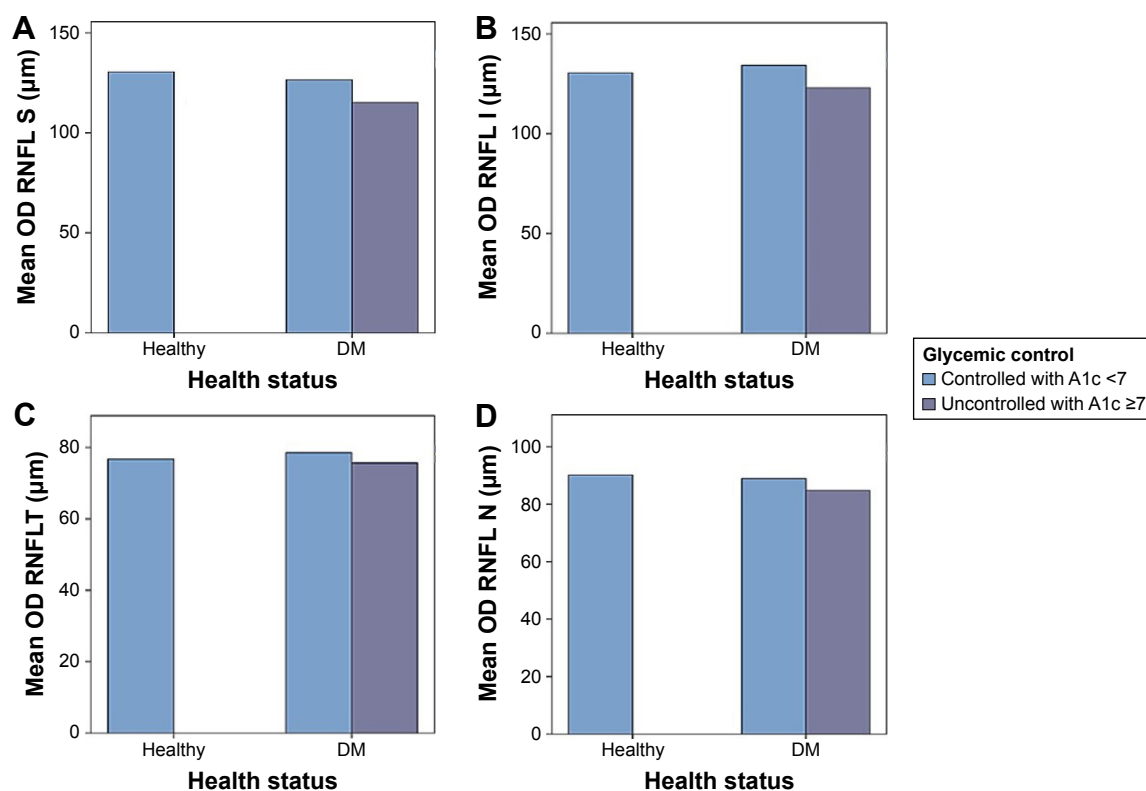 A
Mean OD RNFL S (µm)
150
100
50
0
Healthy
DM
Health status
B
Mean OD RNFL I (µm)
150
100
50
0
Healthy
DM
Health status
Glycemic control
Controlled with A1c <7
Uncontrolled with A1c ≥7
C
Mean OD RNFLT (µm)
80
60
40
20
0
Healthy
DM
Health status
D
Mean OD RNFL N (µm)
100
80
60
40
20
0
Healthy
DM
Health status